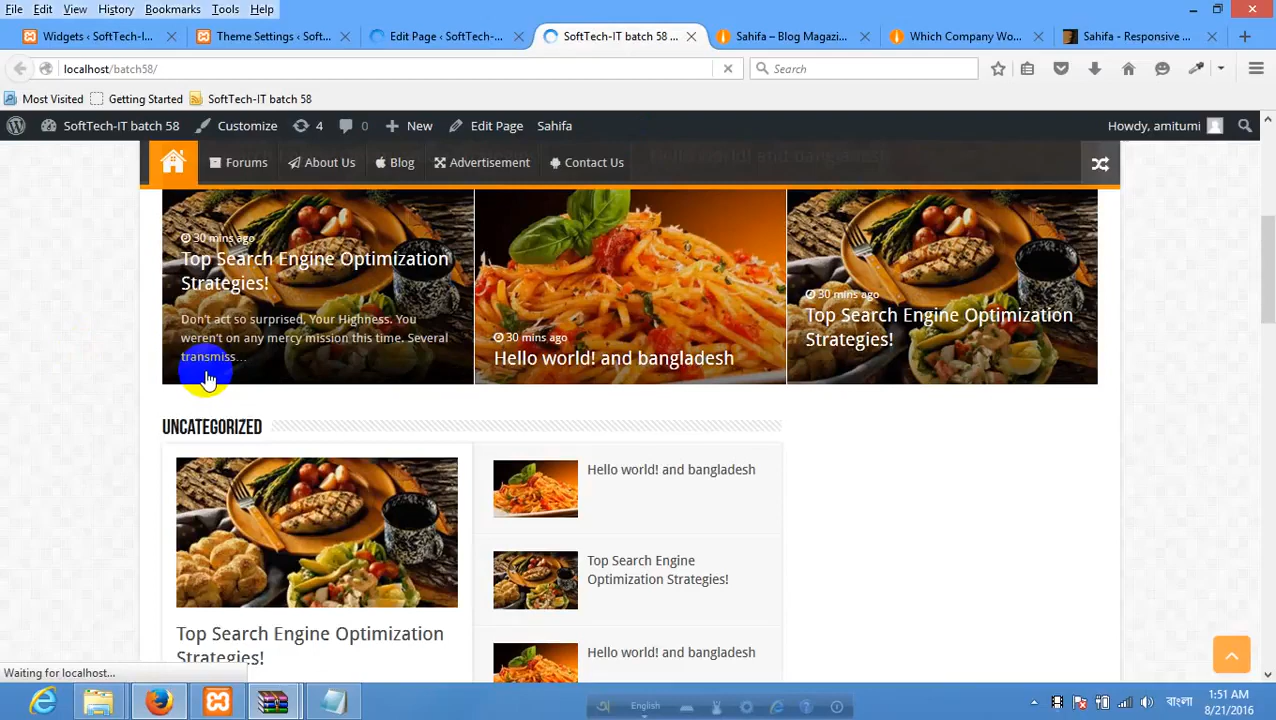 File Edit View History Bookmarks Tools Help
Widgets ‹ SoftTech-I...
Theme Settings ‹ Soft...
Edit Page ‹ SoftTech-...
SoftTech-IT batch 58 ...
Sahifa – Blog Magazi...
Which Company Wo...
Sahifa - Responsive ...
localhost/batch58/
Search
Most Visited Getting Started SoftTech-IT batch 58
SoftTech-IT batch 58 Customize 4 0 New Edit Page Sahifa Howdy, amitumi
Forums About Us Blog Advertisement Contact Us
Hello world! and bangladesh
30 mins ago
Top Search Engine Optimization
Strategies!
Don't act so surprised, Your Highness. You
weren't on any mercy mission this time. Several
transmiss...
30 mins ago
Hello world! and bangladesh
30 mins ago
Top Search Engine Optimization
Strategies!
UNCATEGORIZED
Top Search Engine Optimization
Strategies!
Hello world! and bangladesh
Top Search Engine
Optimization Strategies!
Hello world! and bangladesh
Waiting for localhost...
English
বাংলা
1:51 AM
8/21/2016